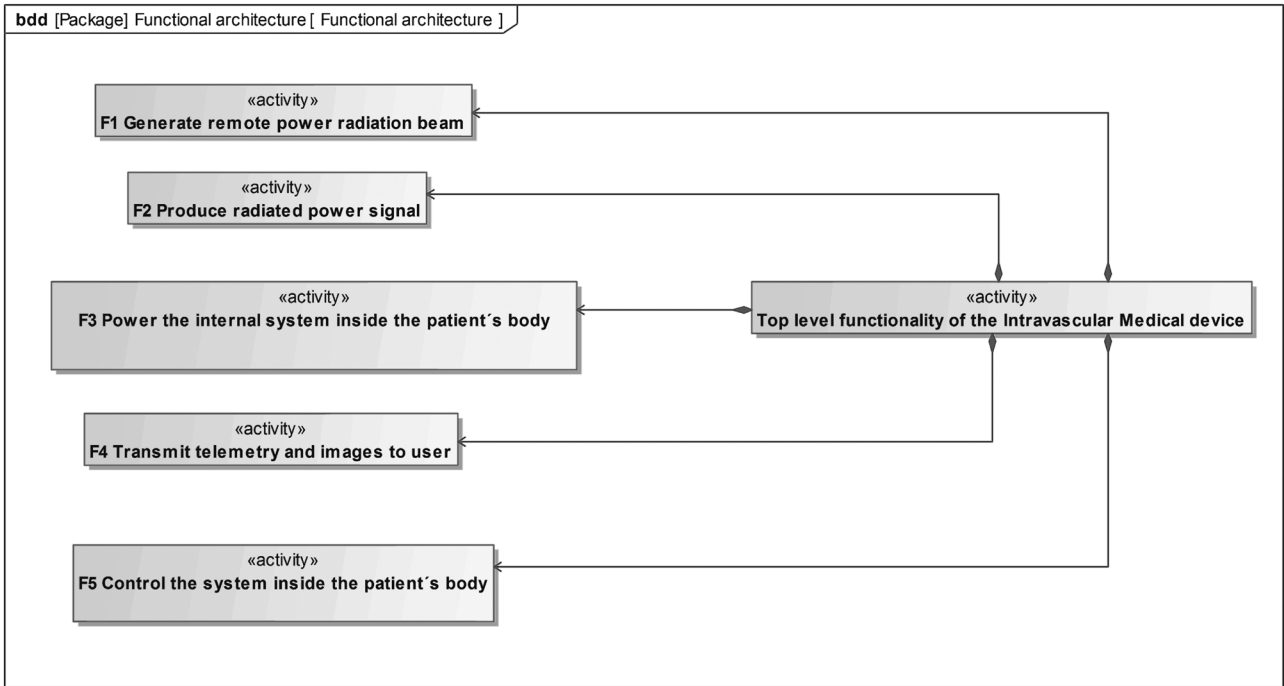 bdd [Package] Functional architecture [ Functional architecture ]
«activity»
F1 Generate remote power radiation beam
«activity»
F2 Produce radiated power signal
«activity»
F3 Power the internal system inside the patient´s body
«activity»
Top level functionality of the Intravascular Medical device
«activity»
F4 Transmit telemetry and images to user
«activity»
F5 Control the system inside the patient´s body